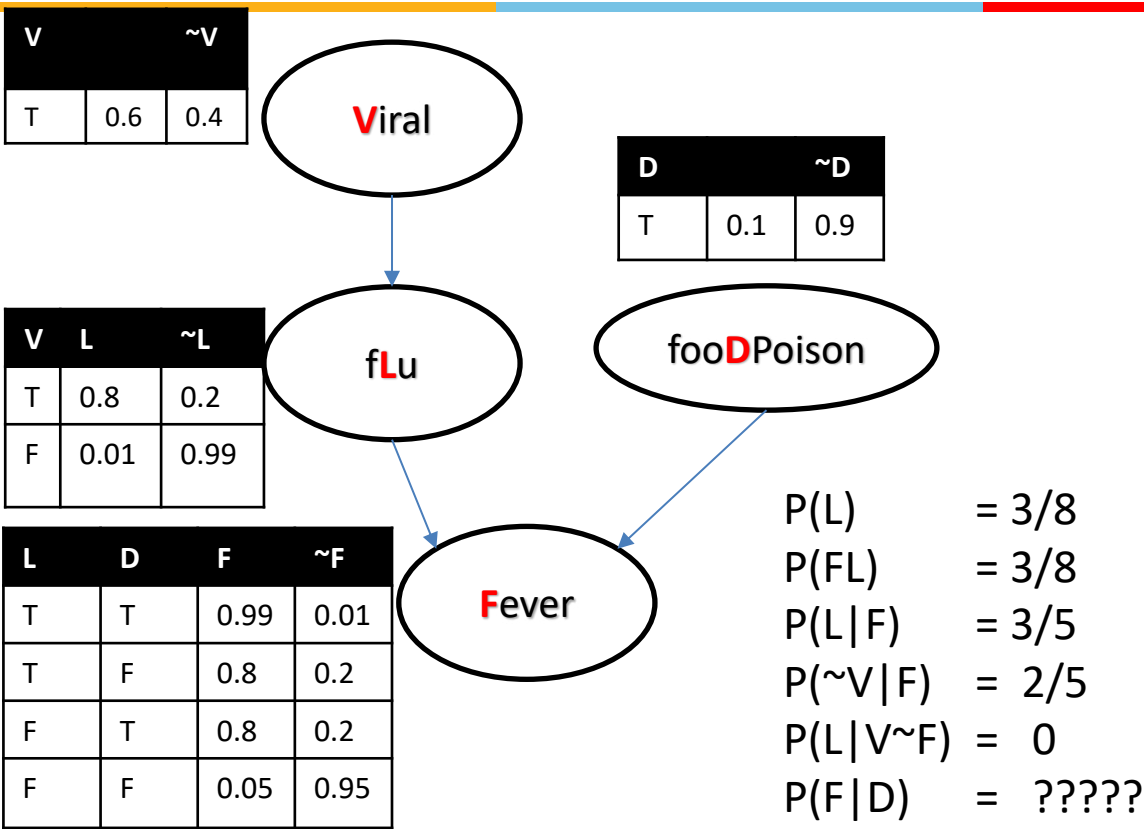 V ~V
T 0.6 0.4
Viral
D ~D
T 0.1 0.9
V L ~L
T 0.8 0.2
F 0.01 0.99
fLu
fooDPoison
L D F ~F
T T 0.99 0.01
T F 0.8 0.2
F T 0.8 0.2
F F 0.05 0.95
Fever
P(L) = 3/8
P(FL) = 3/8
P(L|F) = 3/5
P(~V|F) = 2/5
P(L|V~F) = 0
P(F|D) = ?????